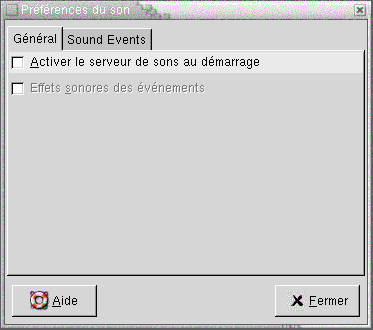 Préférences du son
Général Sound Events
Activer le serveur de sons au démarrage
Effets sonores des événements
Aide Fermer